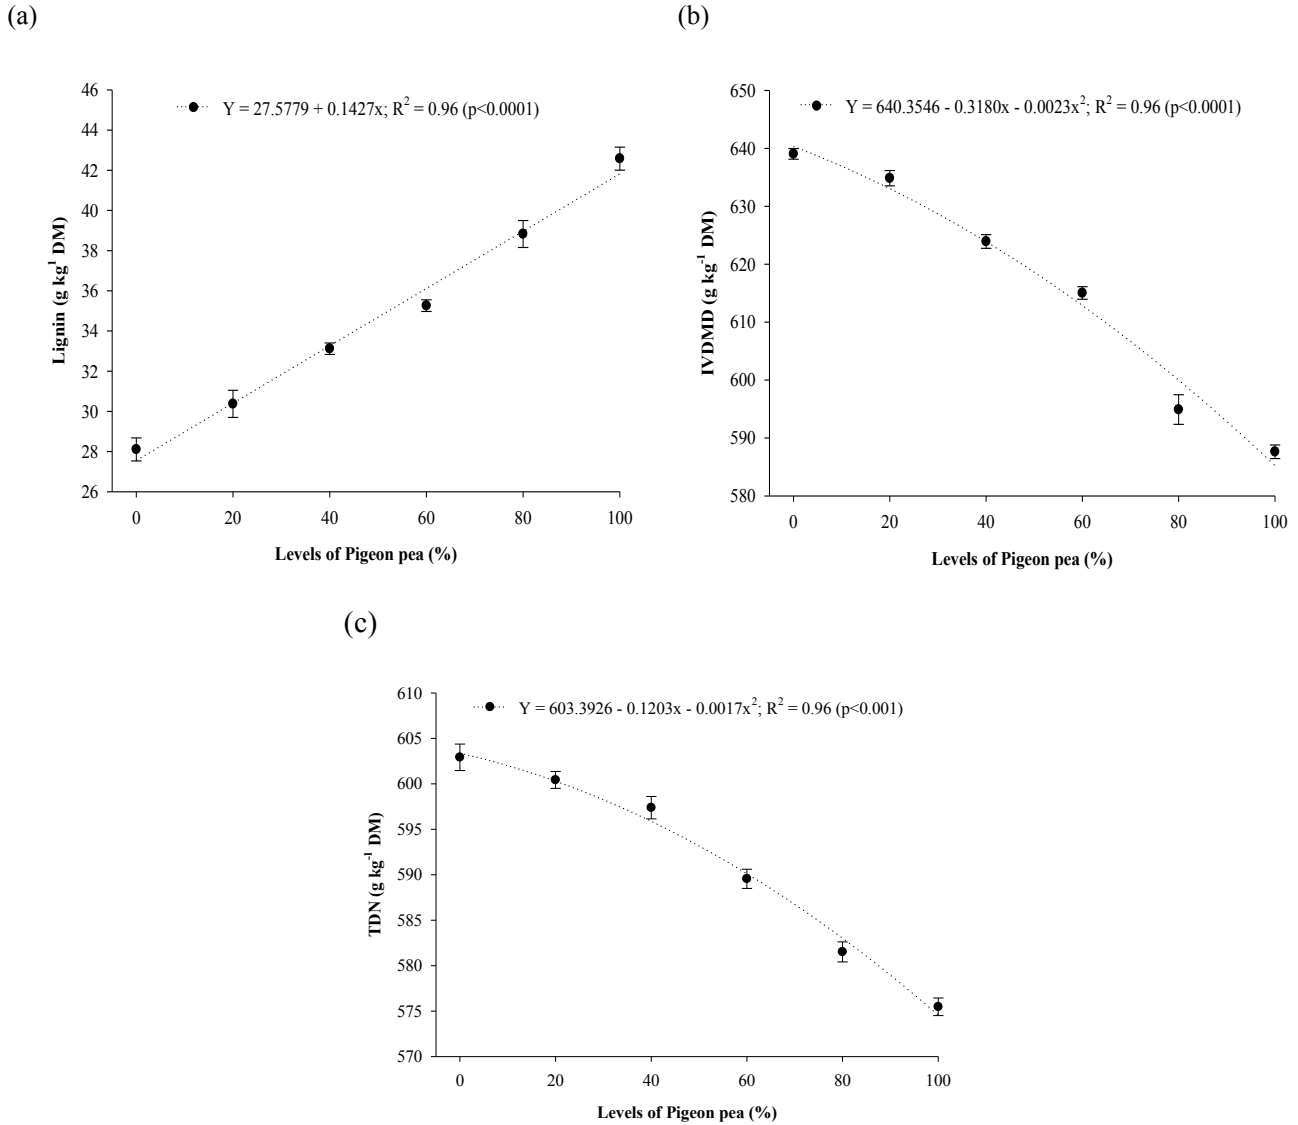 (a)
(b)
Y = 27.5779 + 0.1427x; R² = 0.96 (p<0.0001)
46
44
42
40
38
36
34
32
30
28
26
Lignin (g kg¹ DM)
0 20 40 60 80 100
Levels of Pigeon pea (%)
Y = 640.3546 - 0.3180x - 0.0023x²; R² = 0.96 (p<0.0001)
650
640
630
620
610
600
590
580
IVDMD (g kg⁻¹ DM)
0 20 40 60 80 100
Levels of Pigeon pea (%)
(c)
Y = 603.3926 - 0.1203x - 0.0017x²; R² = 0.96 (p<0.001)
610
605
600
595
590
585
580
575
570
TDN (g kg⁻¹ DM)
0 20 40 60 80 100
Levels of Pigeon pea (%)